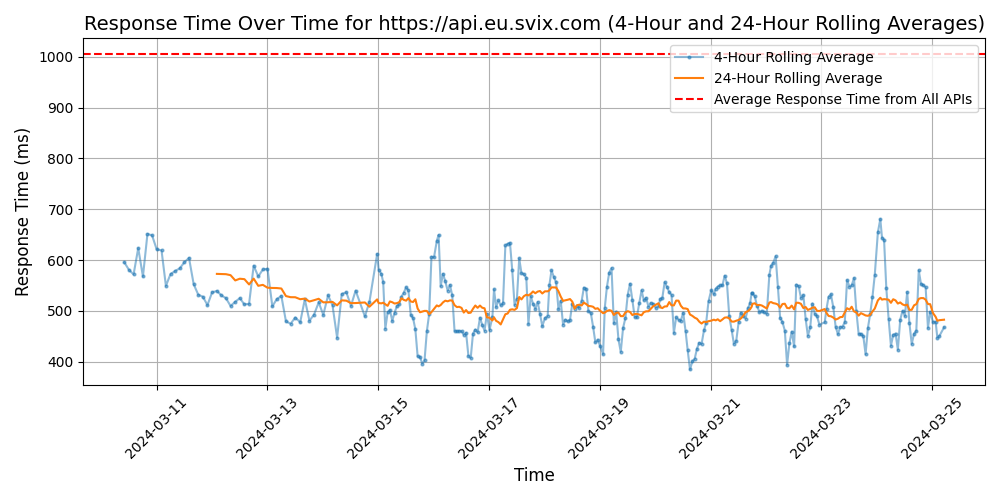 Response Time Over Time for https://api.eu.svix.com (4-Hour and 24-Hour Rolling Averages)
4-Hour Rolling Average
24-Hour Rolling Average
Average Response Time from All APIs
Response Time (ms)
1000
900
800
700
600
500
400
2024-03-11
2024-03-13
2024-03-15
2024-03-17
2024-03-19
2024-03-21
2024-03-23
2024-03-25
Time